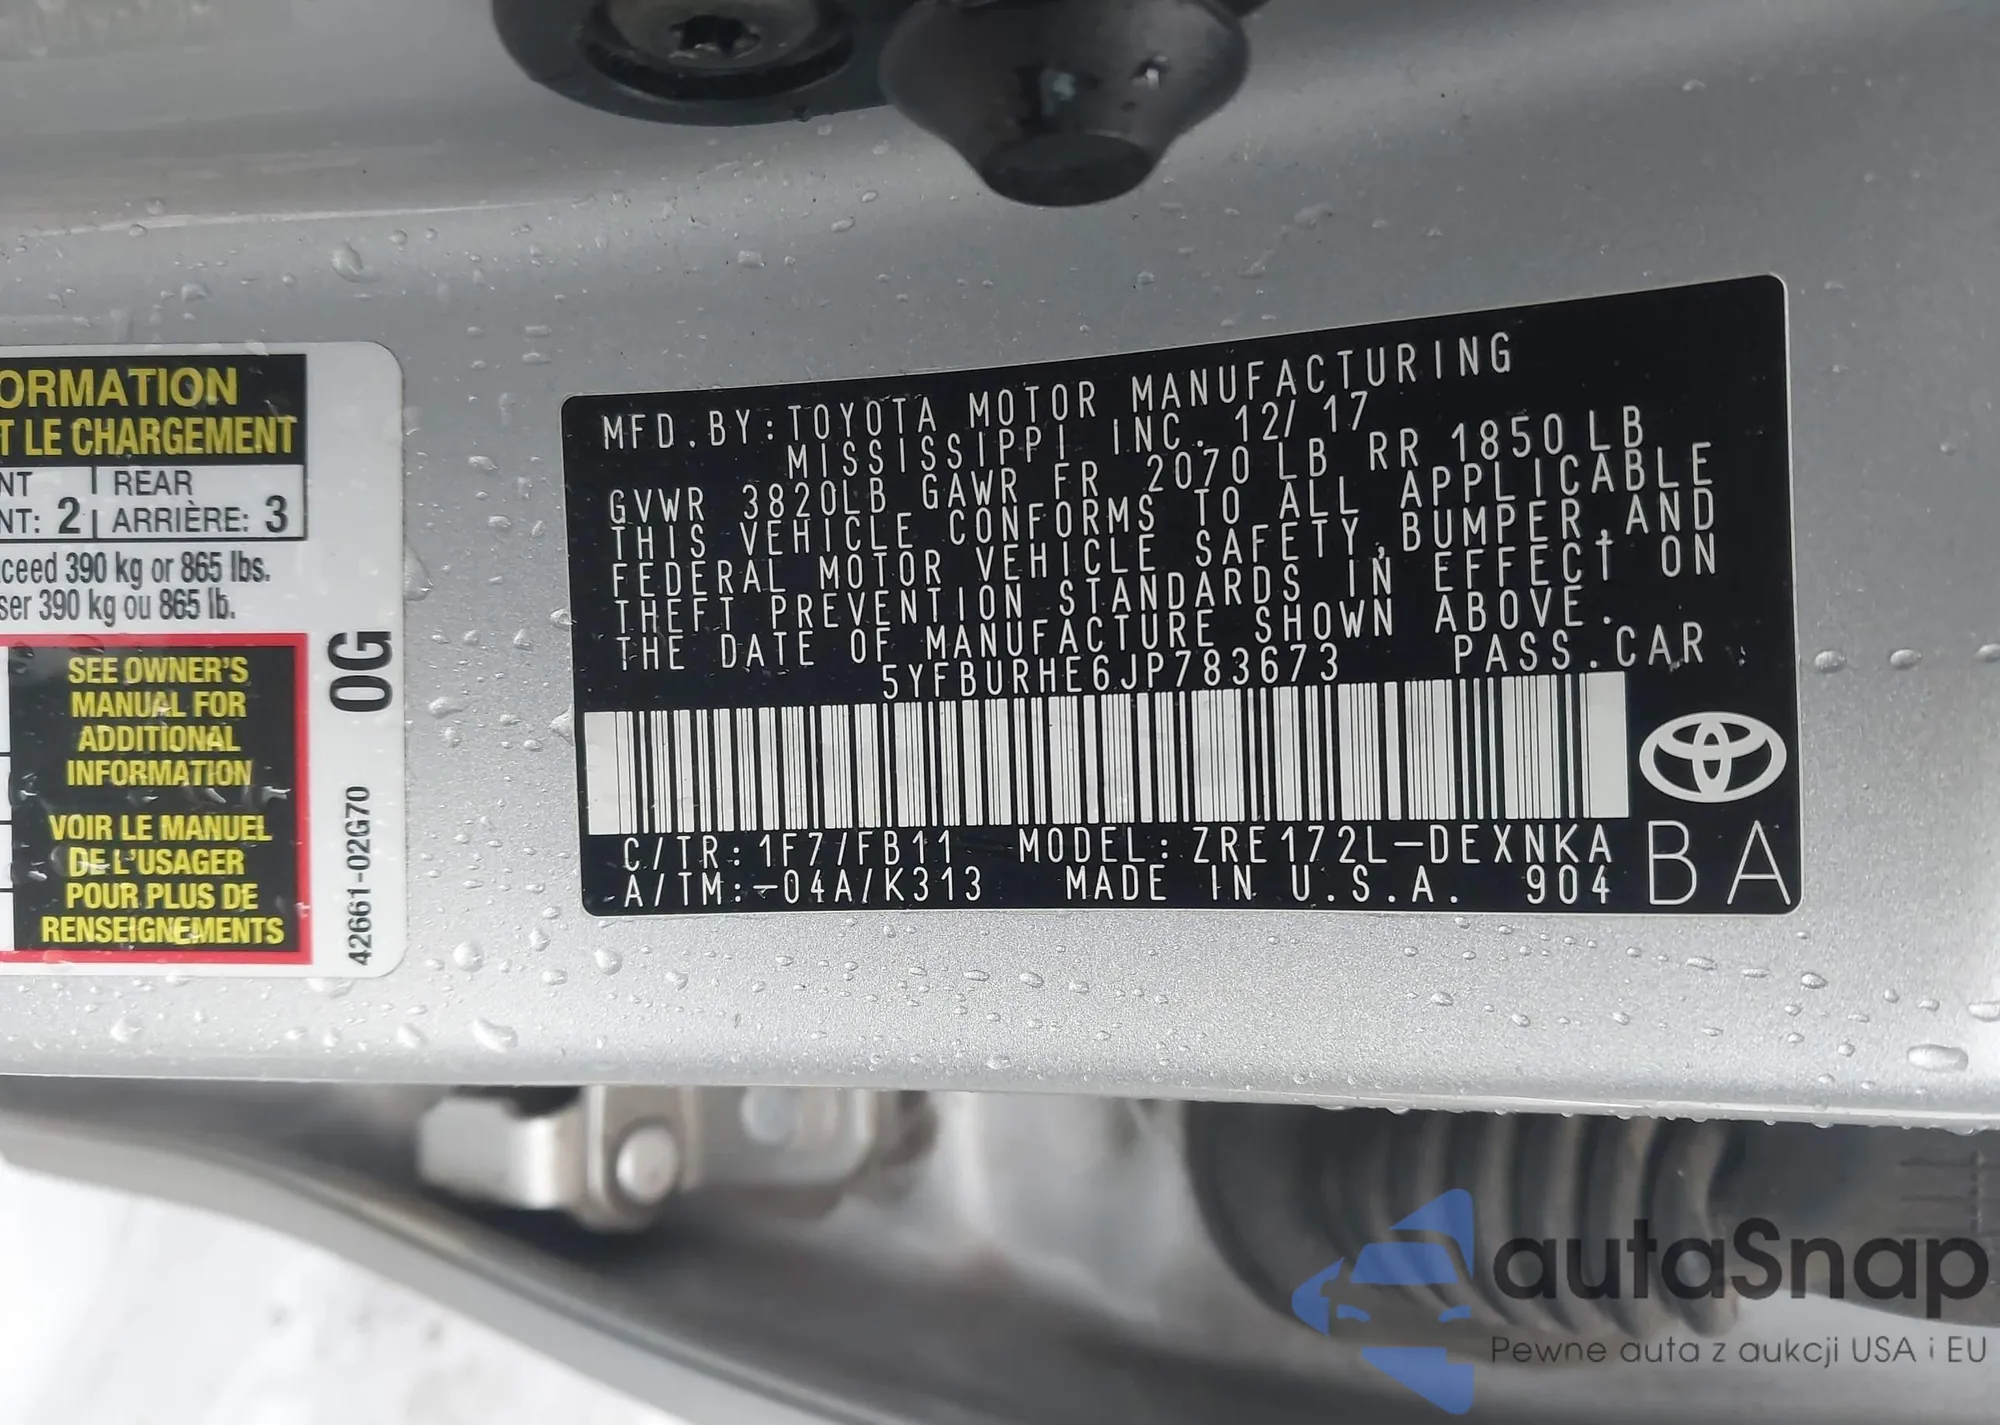 ORMATION
T LE CHARGEMENT
NT REAR
NT: 2 ARRIÈRE: 3
ceed 390 kg or 865 lbs.
ser 390 kg ou 865 lb.
SEE OWNER'S
MANUAL FOR
ADDITIONAL
INFORMATION
VOIR LE MANUEL
DE L'USAGER
POUR PLUS DE
RENSEIGNEMENTS
0G
42661-02G70
MFD.BY:TOYOTA MOTOR MANUFACTURING
MISSISSIPPI INC. 12/17
GVWR 3820LB GAWR FR 2070 LB RR 1850LB
THIS VEHICLE CONFORMS TO ALL APPLICABLE
FEDERAL MOTOR VEHICLE SAFETY,BUMPER,AND
THEFT PREVENTION STANDARDS IN EFFECT ON
THE DATE OF MANUFACTURE SHOWN ABOVE.
5YFBURHE6JP783673 PASS.CAR
C/TR:1F7/FB11 MODEL:ZRE172L-DEXNKA
A/TM:-04A/K313 MADE IN U.S.A. 904
BA
autaSnap
Pewne auta z aukcji USA i EU